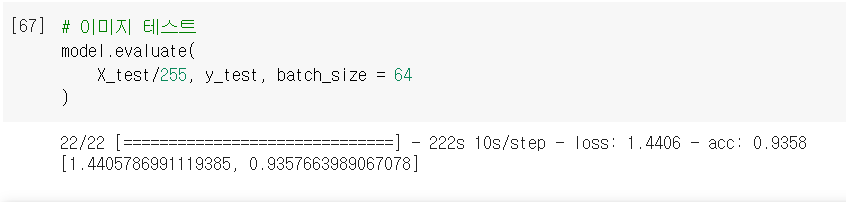 [67] # 이미지 테스트
model.evaluate(
X_test/255, y_test, batch_size = 64
)
22/22 [==============================] - 222s 10s/step - loss: 1.4406 - acc: 0.9358
[1.4405786991119385, 0.9357663989067078]